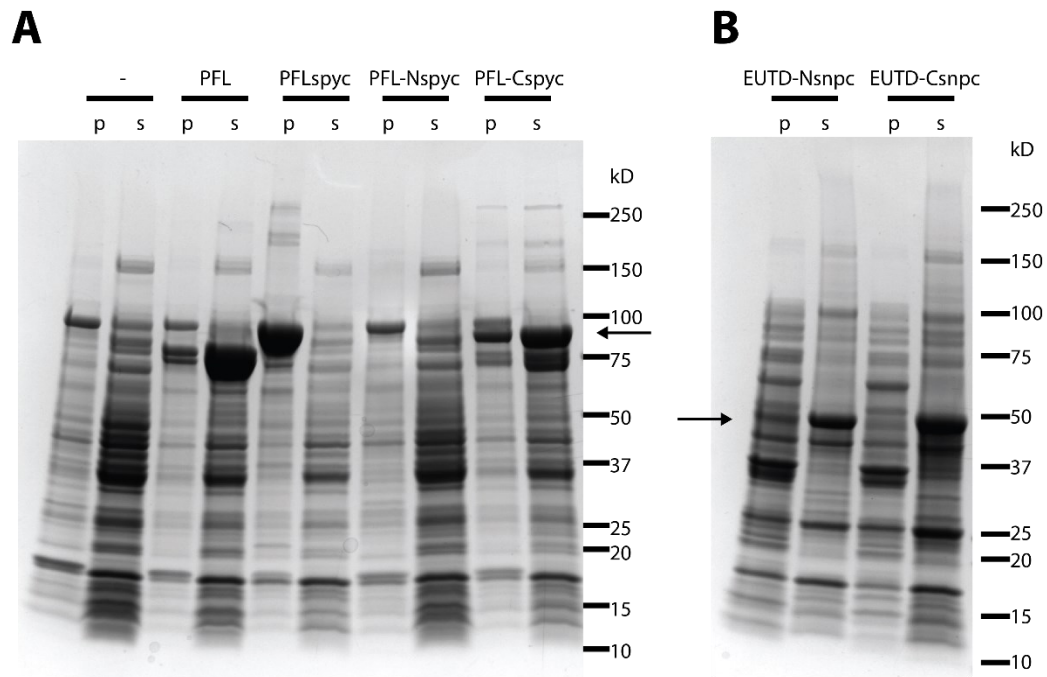 A
- PFL PFLspyc PFL-Nspyc PFL-Cspyc
p s p s p s p s p s
kD
250
150
100
75
50
37
25
20
15
10
B
EUTD-Nsnpc EUTD-Csnpc
p s p s
kD
250
150
100
75
50
37
25
20
15
10